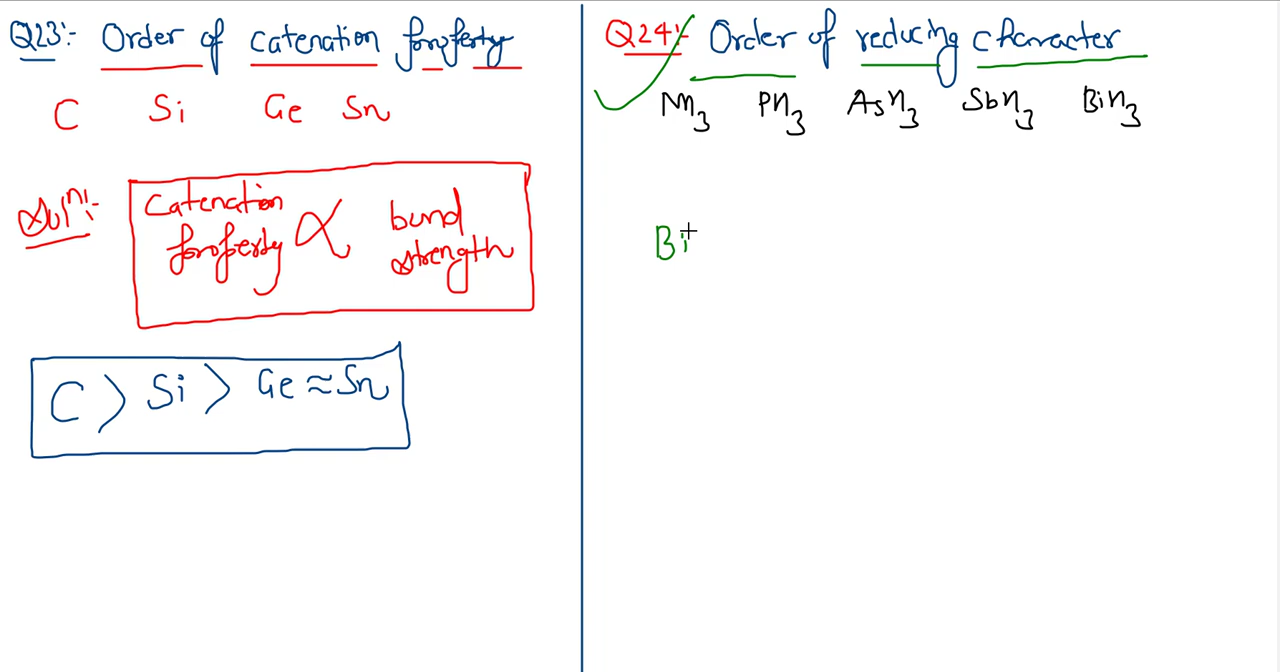 Q23:- Order of catenation property
C Si Ge Sn
Solⁿ:-
Catenation property ∝ bond strength
C > Si > Ge ≈ Sn
Q24:- Order of reducing character
NH₃ PH₃ AsH₃ SbH₃ BiH₃
Bi